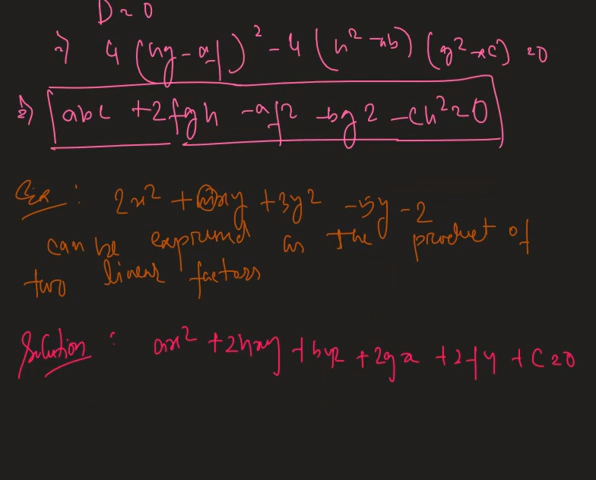 D = 0
⇒ 4 (hg - af)² - 4 (h² - ab) (g² - ac) = 0
⇒ abc + 2fgh - af² - bg² - ch² = 0
Ex : 2x² + mxy + 3y² - 5y - 2
can be expressed as the product of
two linear factors
Solution : ax² + 2hxy + by² + 2gx + 2fy + c = 0